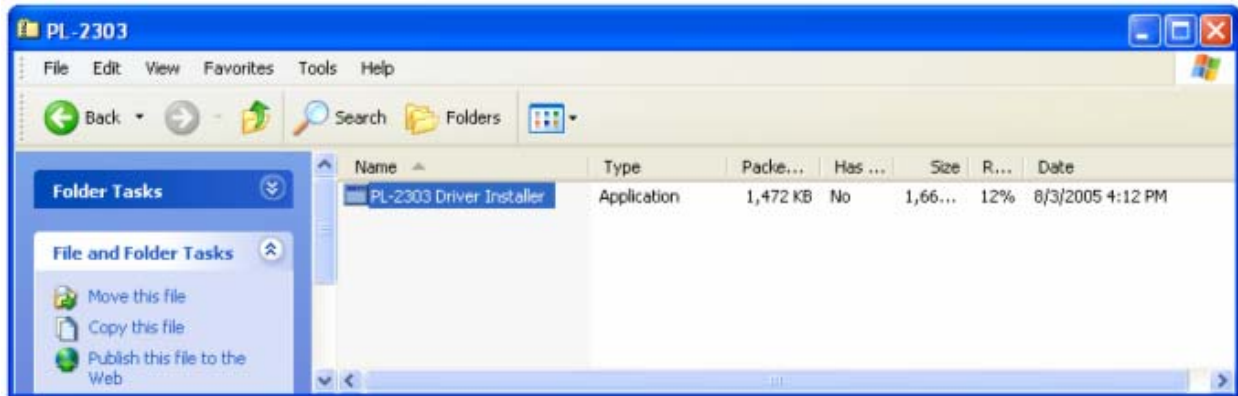 PL-2303
File Edit View Favorites Tools Help
Back Search Folders
Name Type Packe... Has ... Size R... Date
PL-2303 Driver Installer Application 1,472 KB No 1,66... 12% 8/3/2005 4:12 PM
Folder Tasks
File and Folder Tasks
Move this file
Copy this file
Publish this file to the
Web